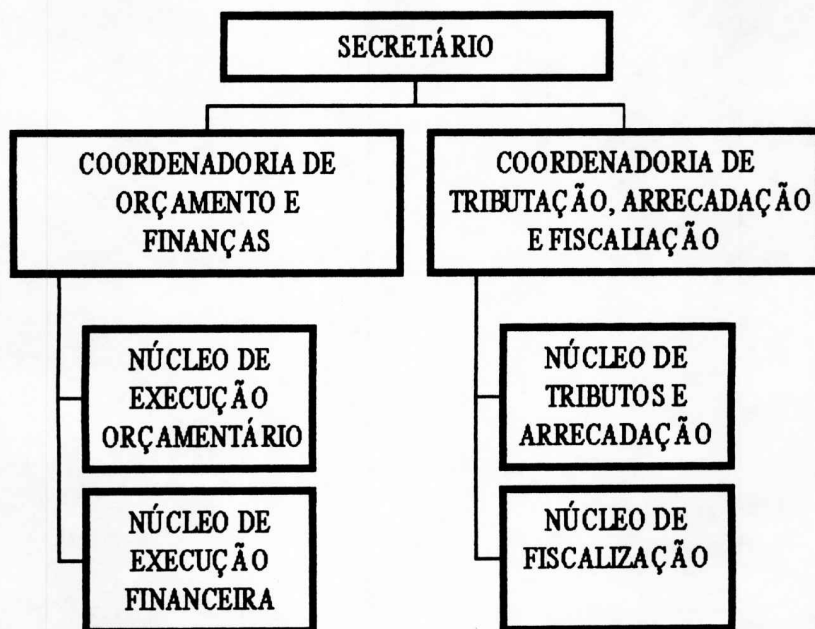 SECRETÁRIO
COORDENADORIA DE
ORÇAMENTO E
FINANÇAS
COORDENADORIA DE
TRIBUTAÇÃO, ARRECADAÇÃO
E FISCALIAÇÃO
NÚCLEO DE
EXECUÇÃO
ORÇAMENTÁRIO
NÚCLEO DE
EXECUÇÃO
FINANCEIRA
NÚCLEO DE
TRIBUTOS E
ARRECADAÇÃO
NÚCLEO DE
FISCALIZAÇÃO